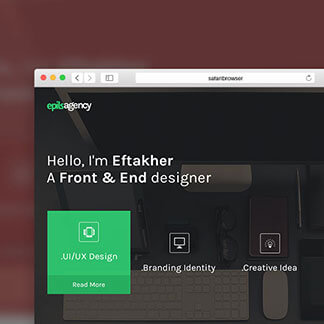 safaribrowser
epilsagency
Hello, I'm Eftakher
A Front & End designer
.UI/UX Design
.Branding Identity
.Creative Idea
Read More